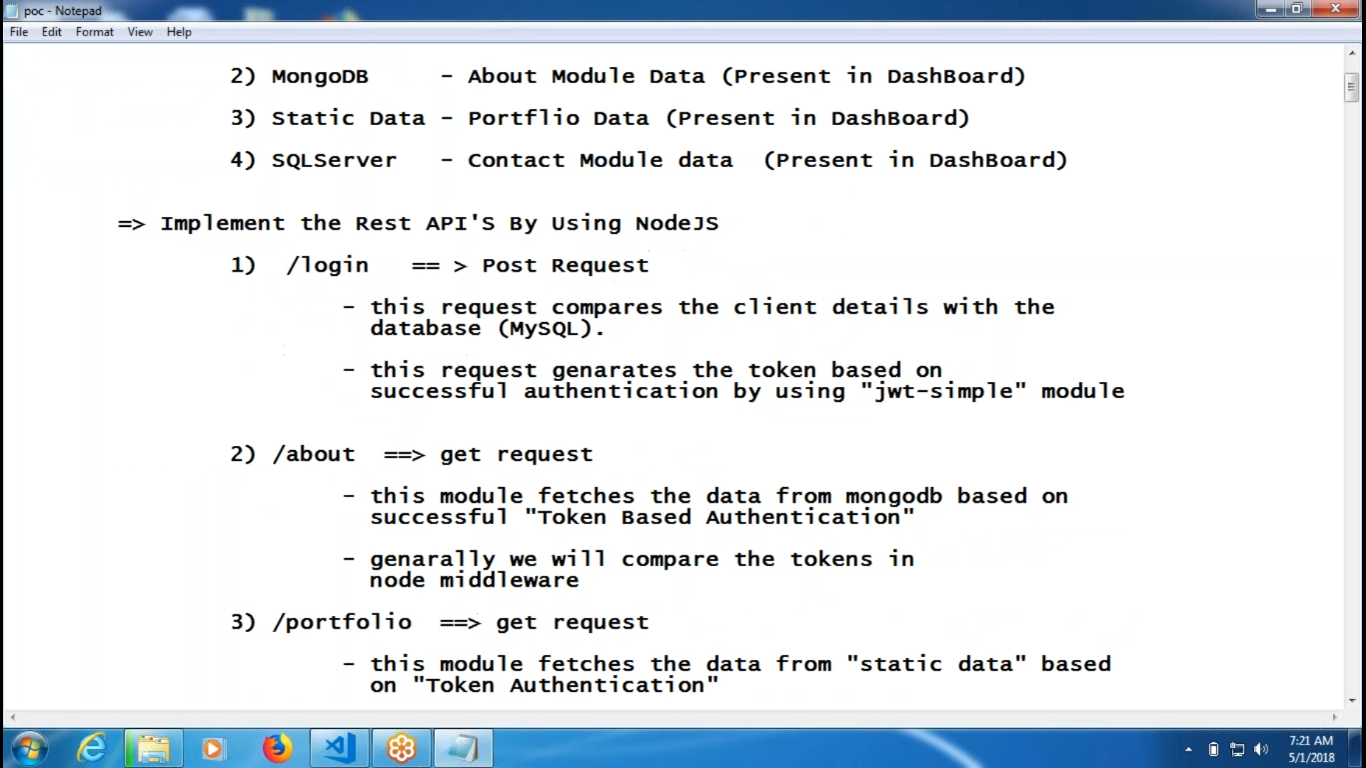 poc - Notepad
File Edit Format View Help
2) MongoDB - About Module Data (Present in DashBoard)
3) Static Data - Portflio Data (Present in DashBoard)
4) SQLServer - Contact Module data (Present in DashBoard)
=> Implement the Rest API'S By Using NodeJS
1) /login == > Post Request
- this request compares the client details with the
database (MySQL).
- this request genarates the token based on
successful authentication by using "jwt-simple" module
2) /about ==> get request
- this module fetches the data from mongodb based on
successful "Token Based Authentication"
- genarally we will compare the tokens in
node middleware
3) /portfolio ==> get request
- this module fetches the data from "static data" based
on "Token Authentication"
7:21 AM
5/1/2018